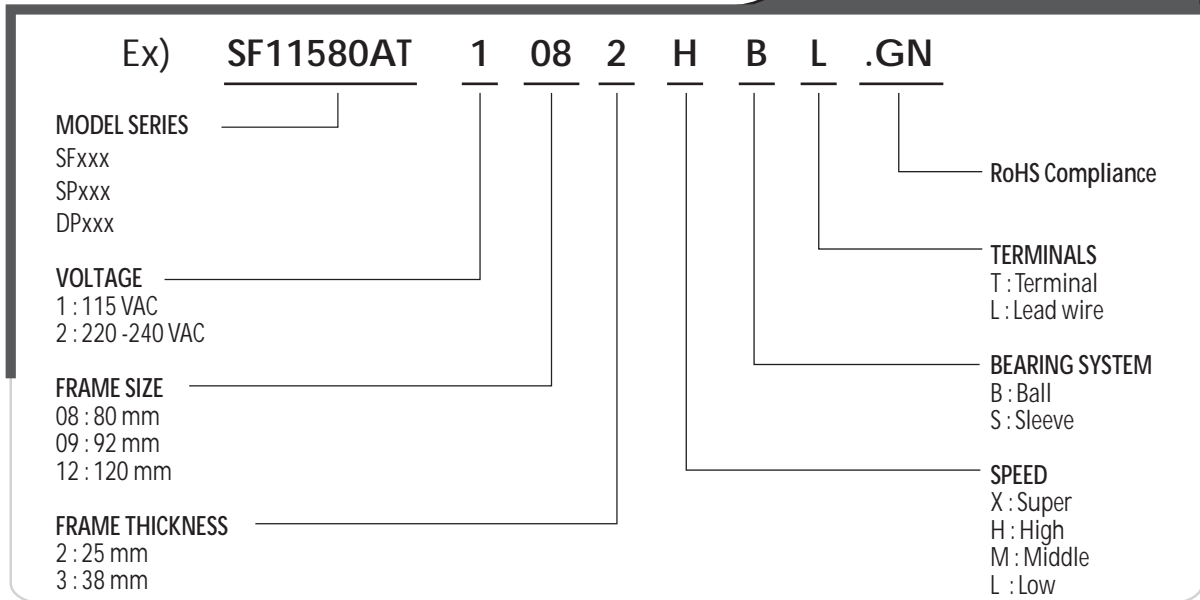 Ex) SF11580AT 1 08 2 H B L .GN
MODEL SERIES
SFxxx
SPxxx
DPxxx
VOLTAGE
1 : 115 VAC
2 : 220 -240 VAC
FRAME SIZE
08 : 80 mm
09 : 92 mm
12 : 120 mm
FRAME THICKNESS
2 : 25 mm
3 : 38 mm
RoHS Compliance
TERMINALS
T : Terminal
L : Lead wire
BEARING SYSTEM
B : Ball
S : Sleeve
SPEED
X : Super
H : High
M : Middle
L : Low